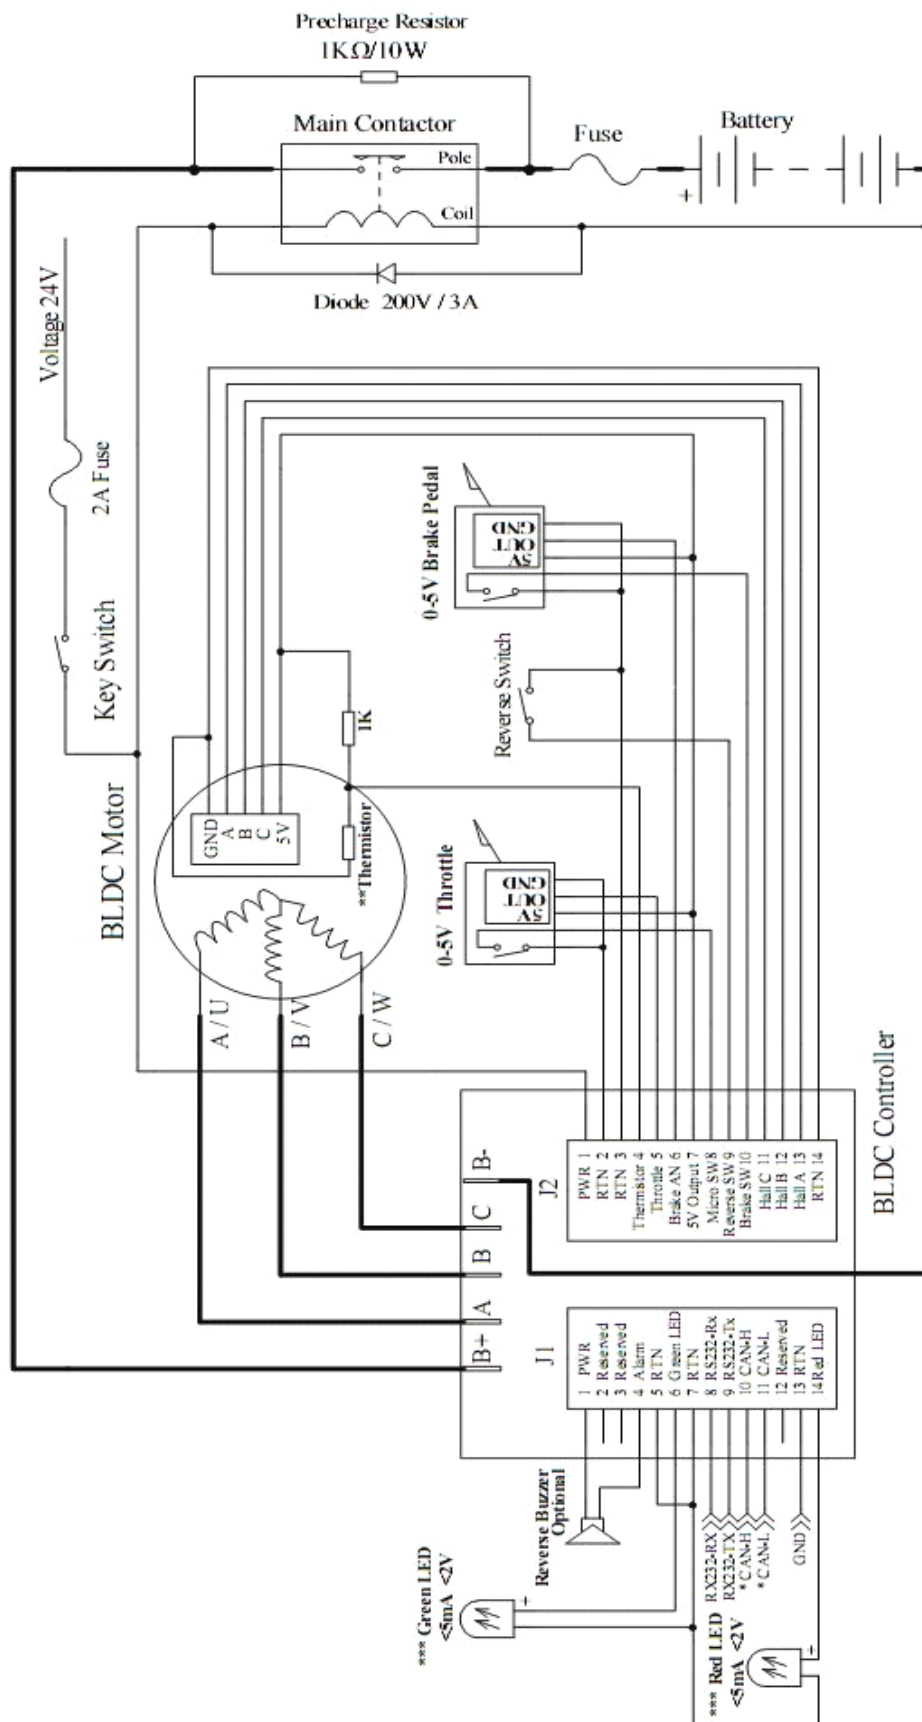 Precharge Resistor
1KΩ/10W
Main Contactor
Pole
Coil
Fuse
Battery
+
Diode 200V / 3A
Voltage 24V
2A Fuse
Key Switch
0-5V Brake Pedal
GND
OUT
5V
Reverse Switch
1K
**Thermistor
BLDC Motor
GND
A
B
C
5V
0-5V Throttle
GND
OUT
5V
A / U
B / V
C / W
BLDC Controller
B-
C
B
A
B+
J2
PWR 1
RTN 2
RTN 3
Thermistor 4
Throttle 5
Brake AN 6
5V Output 7
Micro SW8
Reverse SW 9
Brake SW10
Hall C 11
Hall B 12
Hall A 13
RTN 14
J1
1 PWR
2 Reserved
3 Reserved
4 Alarm
5 RTN
6 Green LED
7 RTN
8 RS232-Rx
9 RS232-Tx
10 CAN-H
11 CAN-L
12 Reserved
13 RTN
14 Red LED
Reverse Buzzer
Optional
*** Green LED
<5mA <2V
+
RX232-RX
RX232-TX
*CAN-H
*CAN-L
GND
*** Red LED
<5mA <2V
+